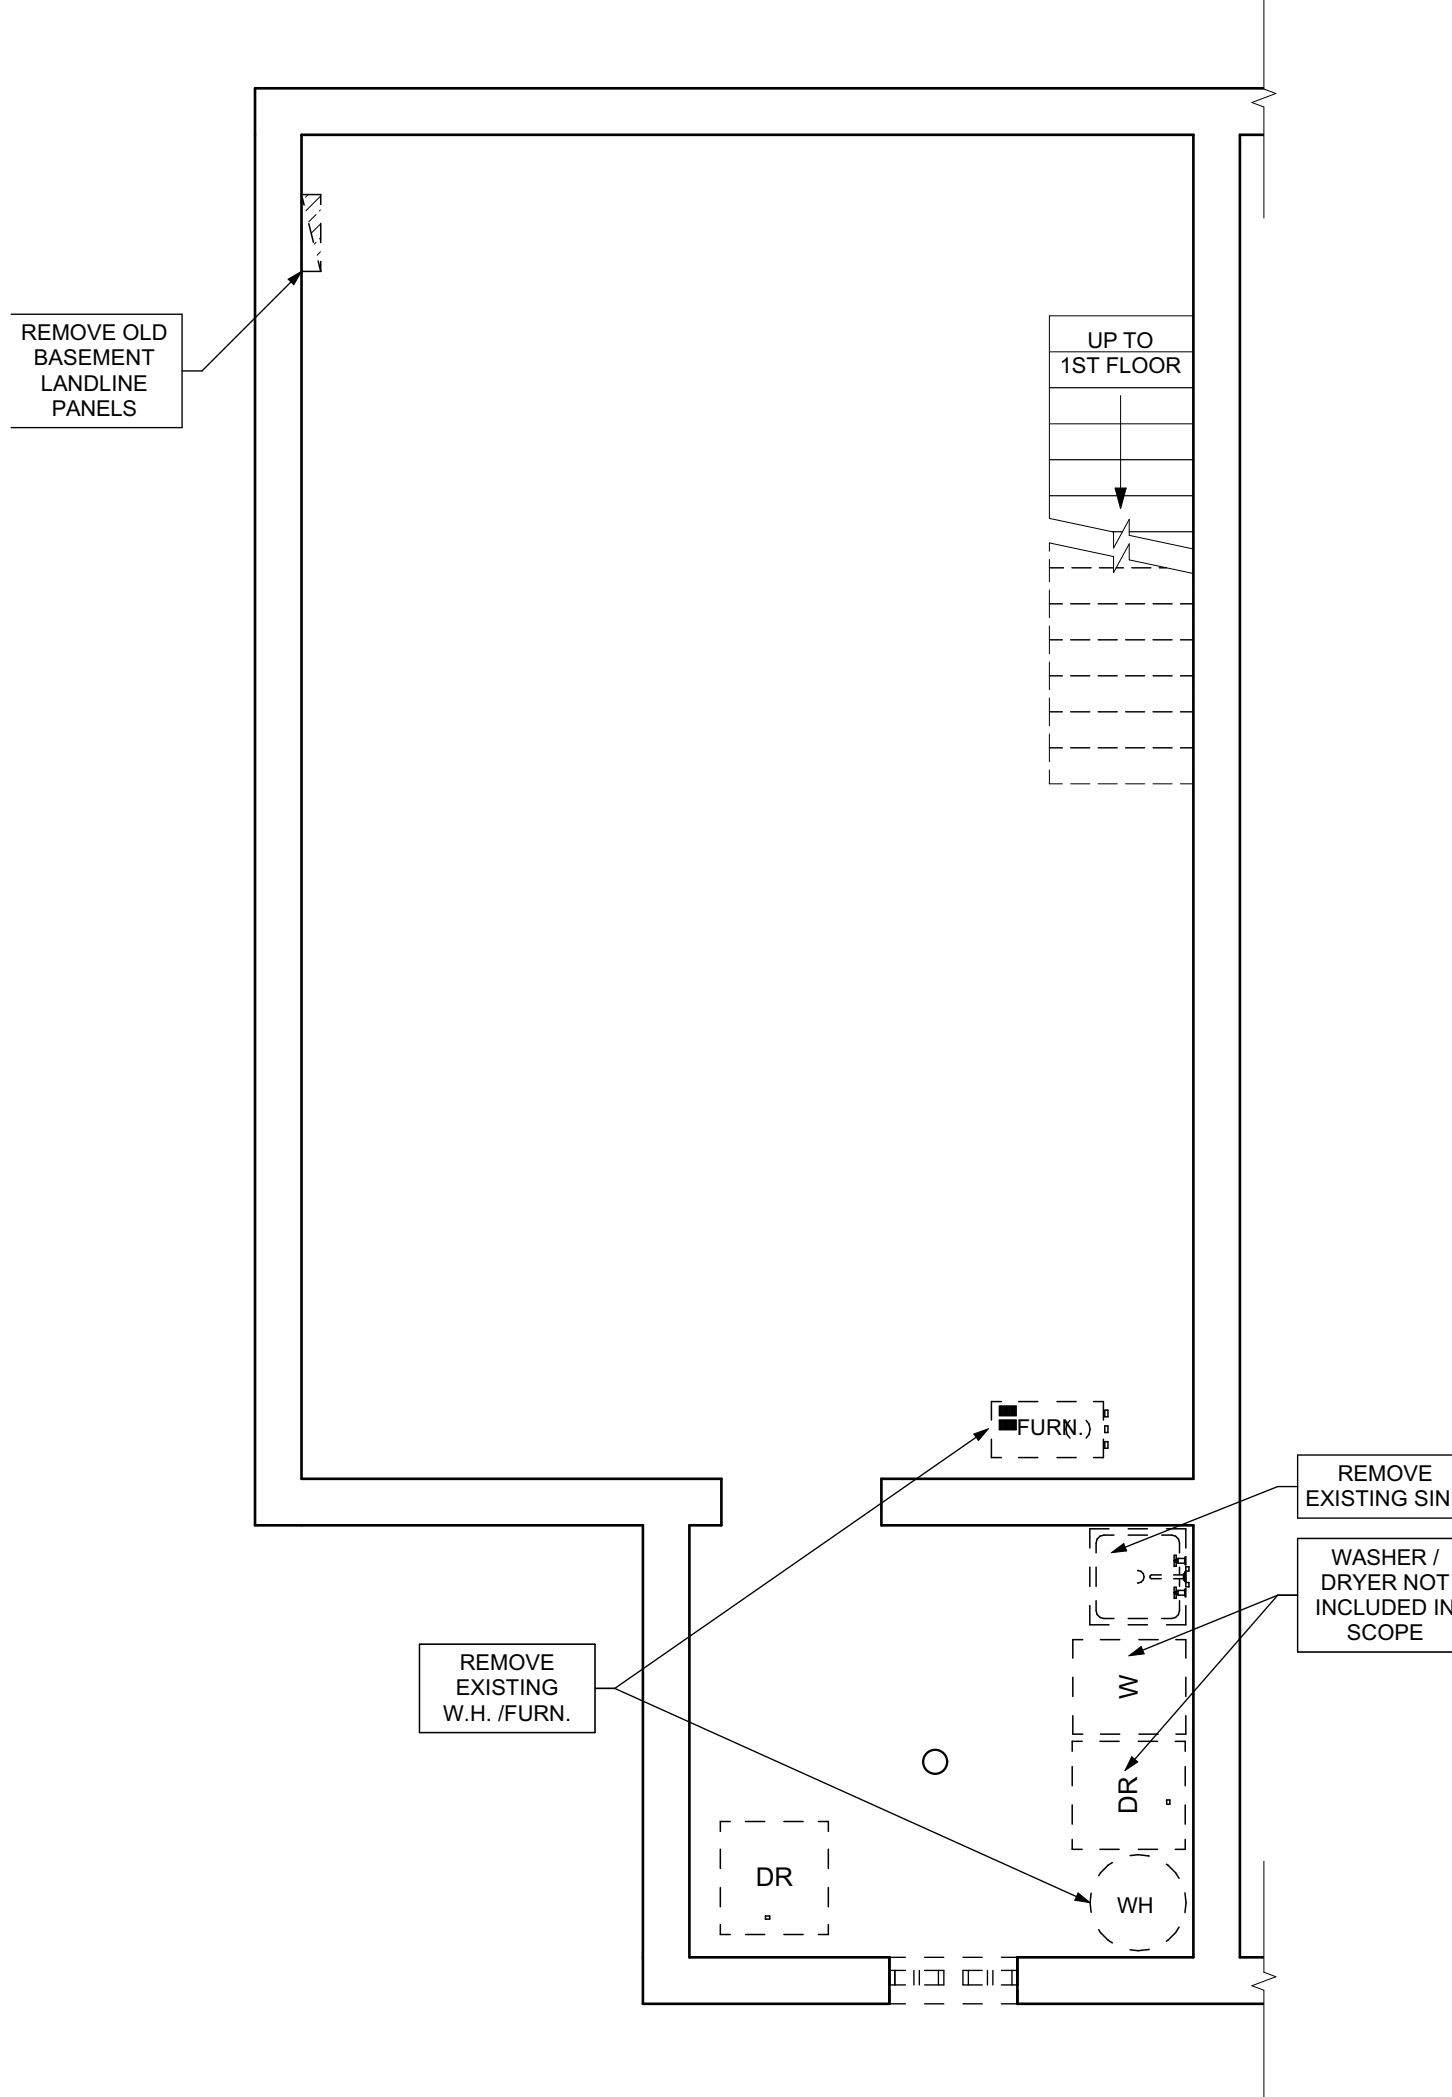 REMOVE OLD
BASEMENT
LANDLINE
PANELS
UP TO
1ST FLOOR
FURN.
REMOVE
EXISTING SIN
WASHER /
DRYER NOT
INCLUDED IN
SCOPE
REMOVE
EXISTING
W.H. /FURN.
W
DR
DR
WH